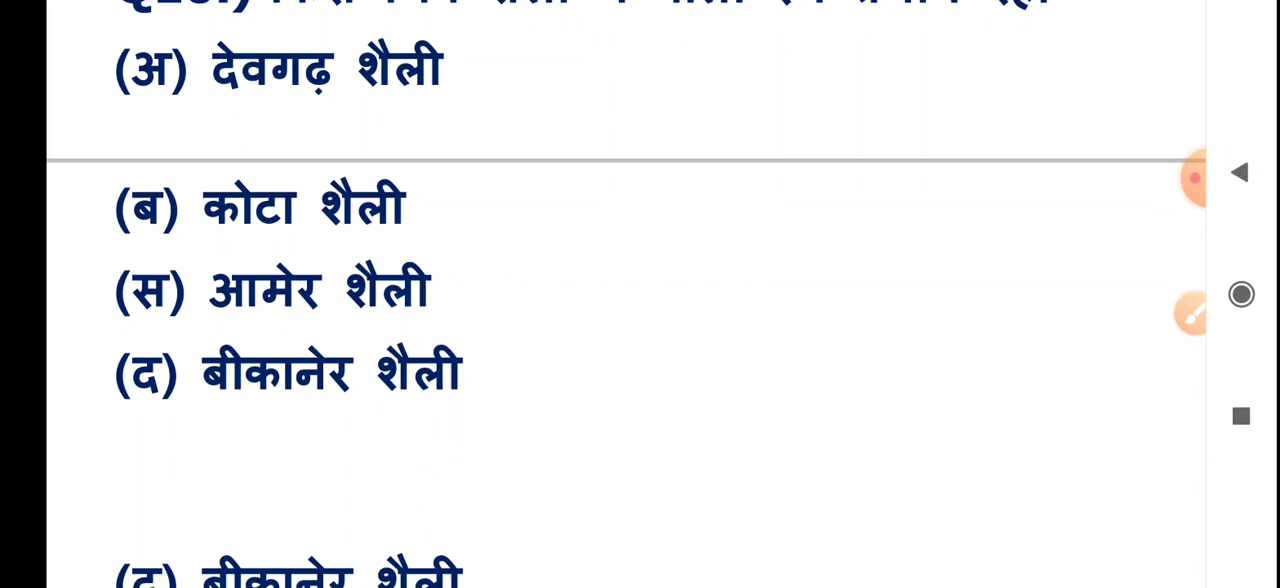 (अ) देवगढ़ शैली
(ब) कोटा शैली
(स) आमेर शैली
(द) बीकानेर शैली
(द) बीकानेर शैली